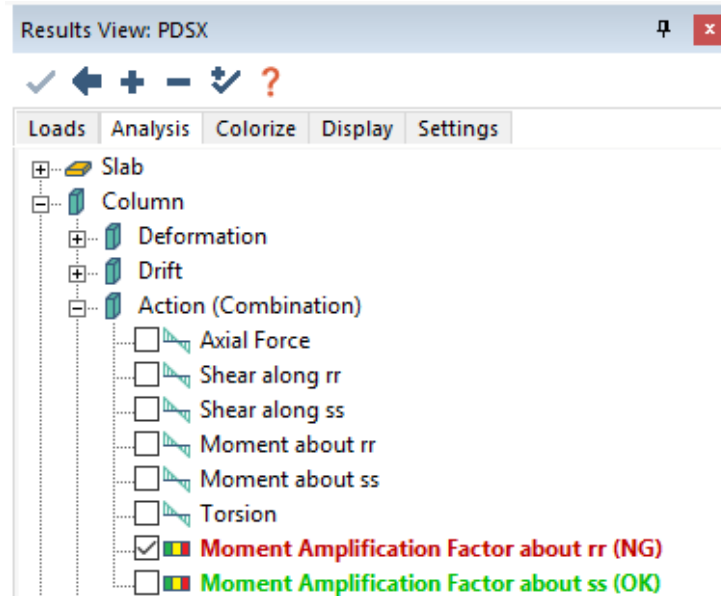 Results View: PDSX
Loads Analysis Colorize Display Settings
Slab
Column
Deformation
Drift
Action (Combination)
Axial Force
Shear along rr
Shear along ss
Moment about rr
Moment about ss
Torsion
Moment Amplification Factor about rr (NG)
Moment Amplification Factor about ss (OK)